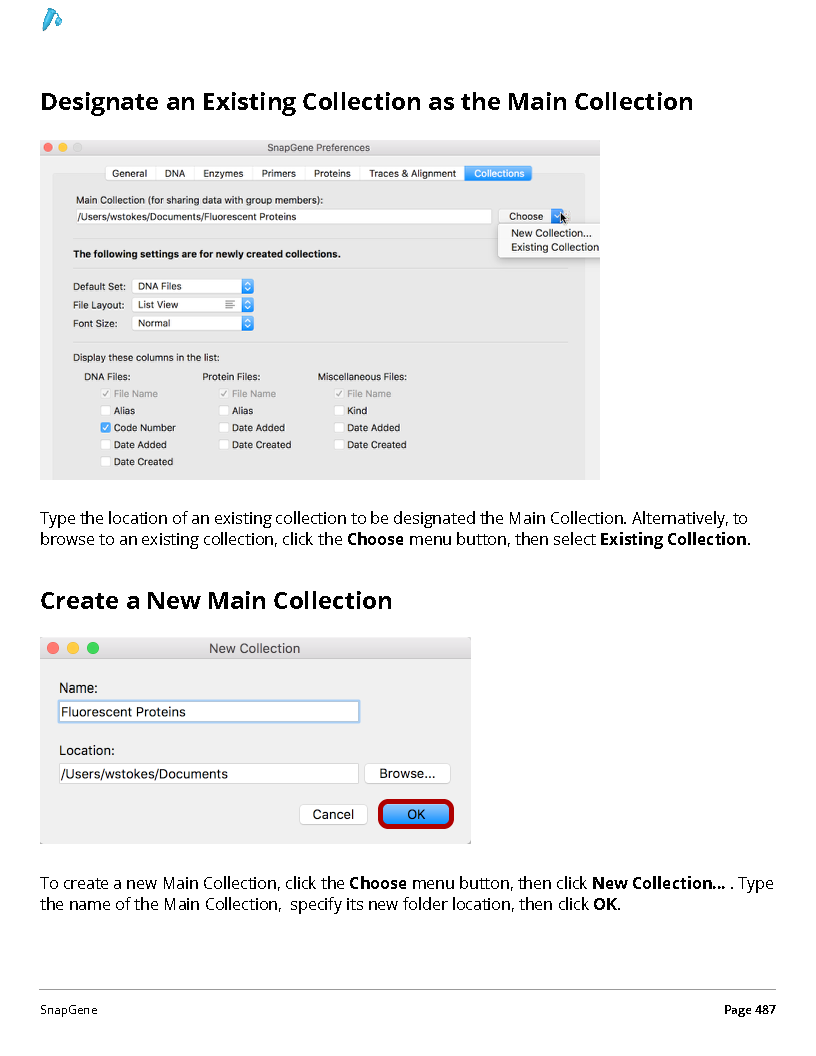 Designate an Existing Collection as the Main Collection
SnapGene Preferences
General DNA Enzymes Primers Proteins Traces & Alignment Collections
Main Collection (for sharing data with group members):
/Users/wstokes/Documents/Fluorescent Proteins Choose
New Collection...
Existing Collection
The following settings are for newly created collections.
Default Set: DNA Files
File Layout: List View
Font Size: Normal
Display these columns in the list:
DNA Files: Protein Files: Miscellaneous Files:
File Name File Name File Name
Alias Alias Kind
Code Number Date Added Date Added
Date Added Date Created Date Created
Date Created
Type the location of an existing collection to be designated the Main Collection. Alternatively, to
browse to an existing collection, click the Choose menu button, then select Existing Collection.
Create a New Main Collection
New Collection
Name:
Fluorescent Proteins
Location:
/Users/wstokes/Documents Browse...
Cancel OK
To create a new Main Collection, click the Choose menu button, then click New Collection... . Type
the name of the Main Collection,  specify its new folder location, then click OK.
SnapGene Page 487